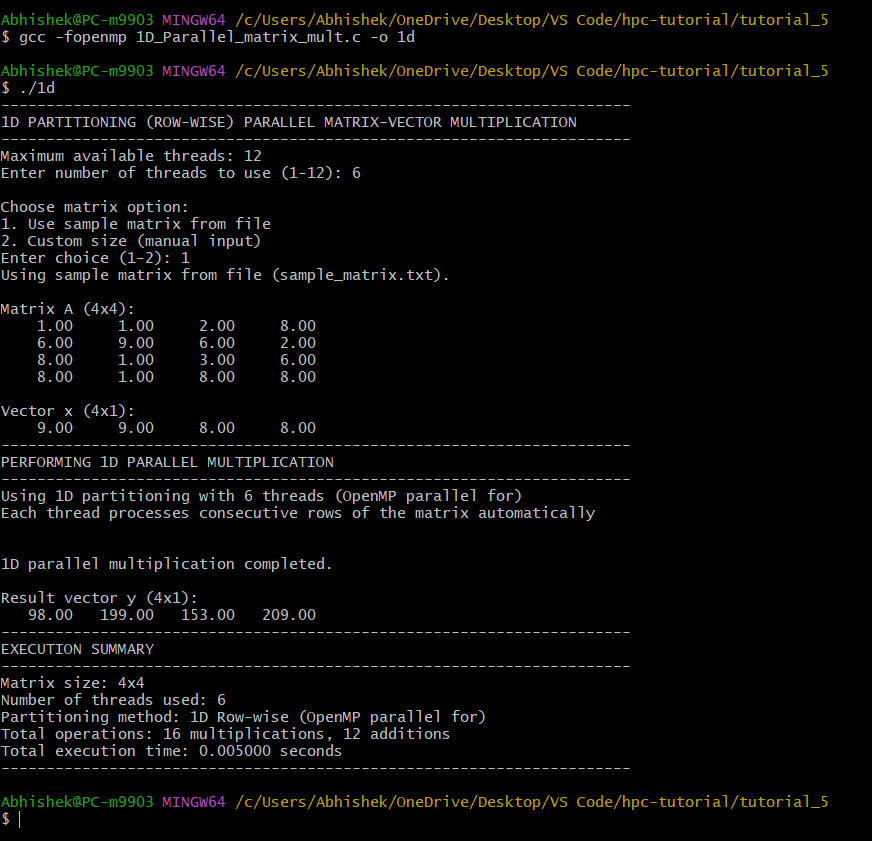 Abhishek@PC-m9903 MINGW64 /c/Users/Abhishek/OneDrive/Desktop/VS Code/hpc-tutorial/tutorial_5
$ gcc -fopenmp 1D_Parallel_matrix_mult.c -o 1d
Abhishek@PC-m9903 MINGW64 /c/Users/Abhishek/OneDrive/Desktop/VS Code/hpc-tutorial/tutorial_5
$ ./1d
----------------------------------------------------------------------
1D PARTITIONING (ROW-WISE) PARALLEL MATRIX-VECTOR MULTIPLICATION
----------------------------------------------------------------------
Maximum available threads: 12
Enter number of threads to use (1-12): 6
Choose matrix option:
1. Use sample matrix from file
2. Custom size (manual input)
Enter choice (1-2): 1
Using sample matrix from file (sample_matrix.txt).
Matrix A (4x4):
    1.00     1.00     2.00     8.00
    6.00     9.00     6.00     2.00
    8.00     1.00     3.00     6.00
    8.00     1.00     8.00     8.00
Vector x (4x1):
    9.00     9.00     8.00     8.00
----------------------------------------------------------------------
PERFORMING 1D PARALLEL MULTIPLICATION
----------------------------------------------------------------------
Using 1D partitioning with 6 threads (OpenMP parallel for)
Each thread processes consecutive rows of the matrix automatically
1D parallel multiplication completed.
Result vector y (4x1):
   98.00   199.00   153.00   209.00
----------------------------------------------------------------------
EXECUTION SUMMARY
----------------------------------------------------------------------
Matrix size: 4x4
Number of threads used: 6
Partitioning method: 1D Row-wise (OpenMP parallel for)
Total operations: 16 multiplications, 12 additions
Total execution time: 0.005000 seconds
----------------------------------------------------------------------
Abhishek@PC-m9903 MINGW64 /c/Users/Abhishek/OneDrive/Desktop/VS Code/hpc-tutorial/tutorial_5
$